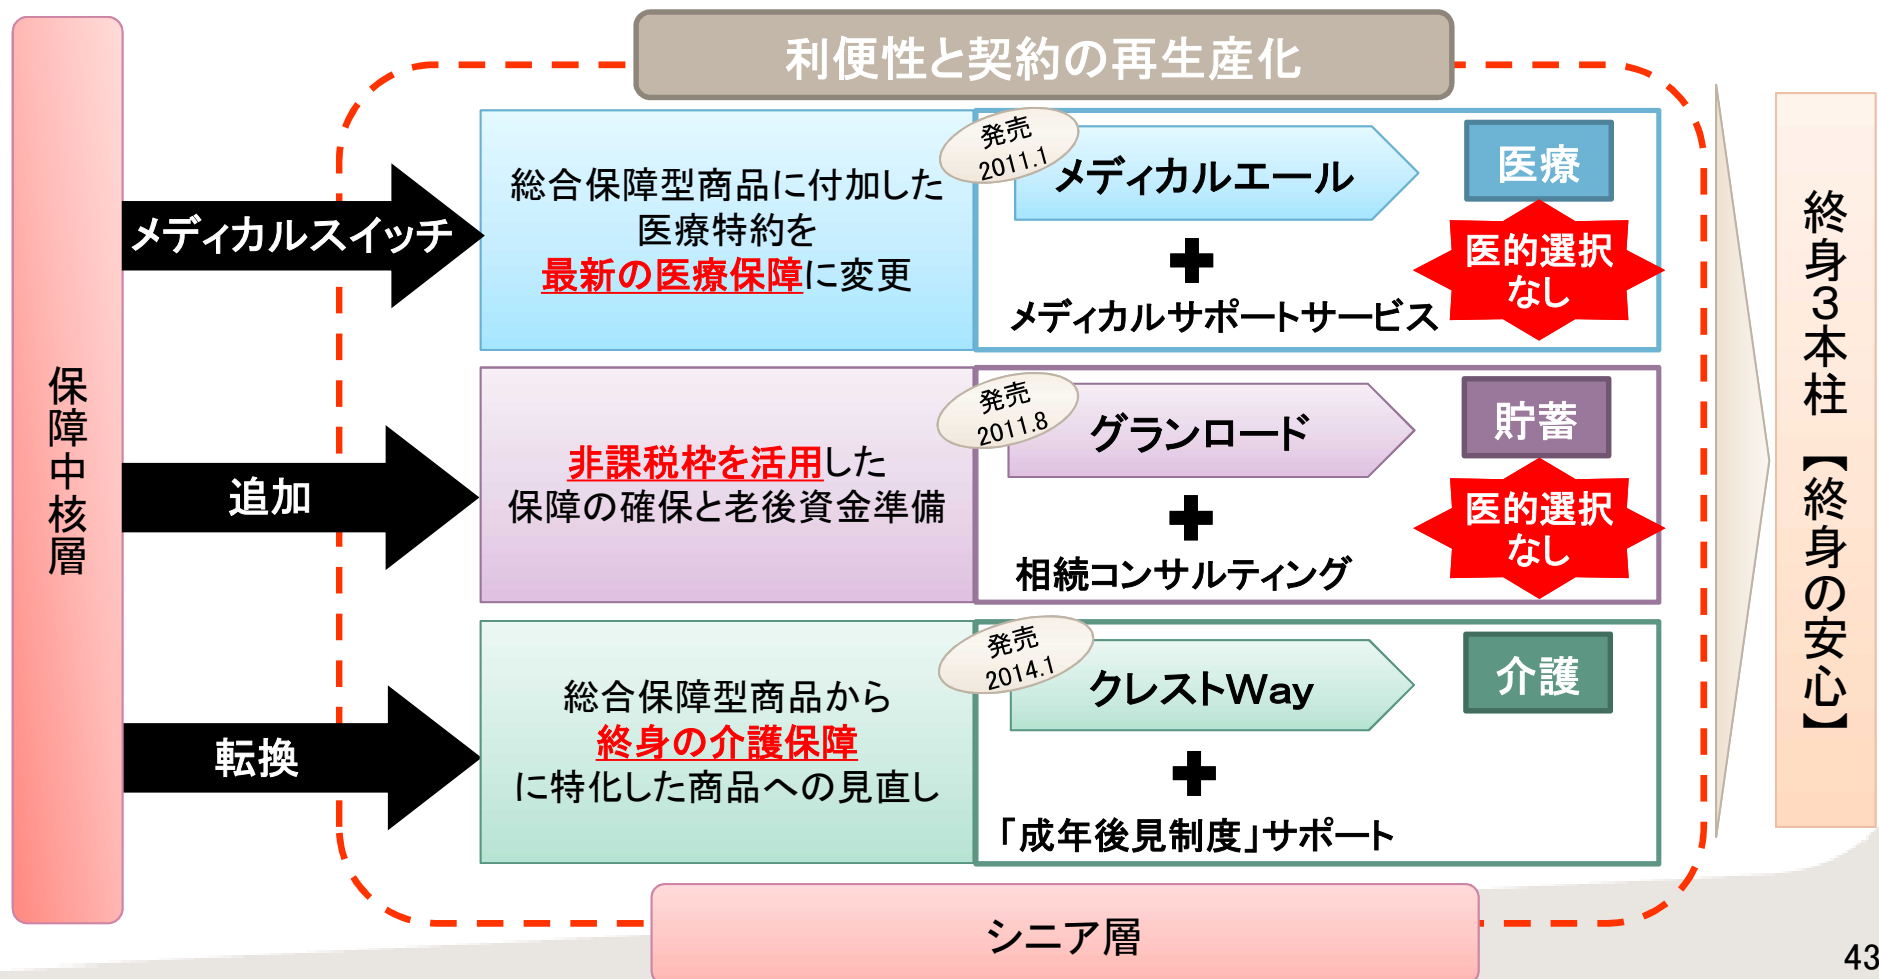 利便性と契約の再生産化
保障中核層
メディカルスイッチ
総合保障型商品に付加した
医療特約を
最新の医療保障に変更
発売
2011.1
メディカルエール
＋
メディカルサポートサービス
医療
医的選択
なし
追加
非課税枠を活用した
保障の確保と老後資金準備
発売
2011.8
グランロード
＋
相続コンサルティング
貯蓄
医的選択
なし
転換
総合保障型商品から
終身の介護保障
に特化した商品への見直し
発売
2014.1
クレストWay
＋
「成年後見制度」サポート
介護
終身３本柱　【終身の安心】
シニア層
43